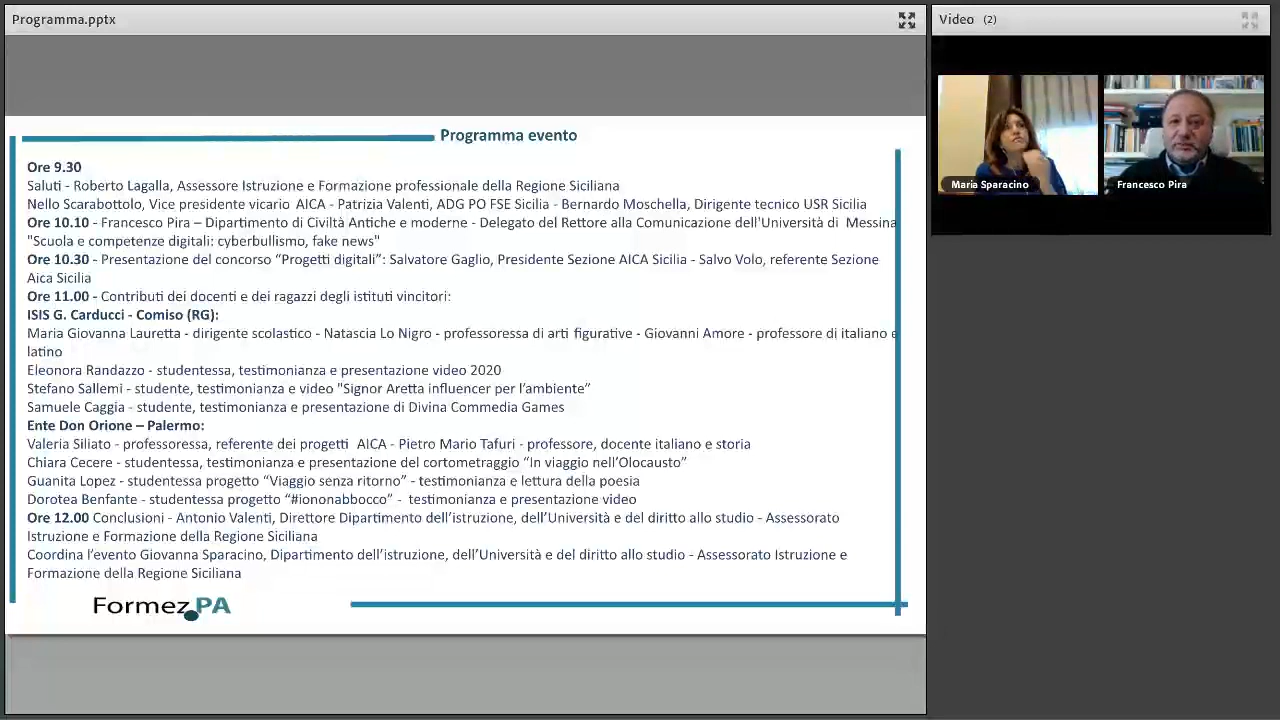 Programma.pptx
Video (2)
Maria Sparacino
Francesco Pira
Programma evento
Ore 9.30
Saluti - Roberto Lagalla, Assessore Istruzione e Formazione professionale della Regione Siciliana
Nello Scarabottolo, Vice presidente vicario AICA - Patrizia Valenti, ADG PO FSE Sicilia - Bernardo Moschella, Dirigente tecnico USR Sicilia
Ore 10.10 - Francesco Pira – Dipartimento di Civiltà Antiche e moderne - Delegato del Rettore alla Comunicazione dell'Università di Messina
"Scuola e competenze digitali: cyberbullismo, fake news"
Ore 10.30 - Presentazione del concorso “Progetti digitali”: Salvatore Gaglio, Presidente Sezione AICA Sicilia - Salvo Volo, referente Sezione
Aica Sicilia
Ore 11.00 - Contributi dei docenti e dei ragazzi degli istituti vincitori:
ISIS G. Carducci - Comiso (RG):
Maria Giovanna Lauretta - dirigente scolastico - Natascia Lo Nigro - professoressa di arti figurative - Giovanni Amore - professore di italiano e
latino
Eleonora Randazzo - studentessa, testimonianza e presentazione video 2020
Stefano Sallemi - studente, testimonianza e video "Signor Aretta influencer per l’ambiente”
Samuele Caggia - studente, testimonianza e presentazione di Divina Commedia Games
Ente Don Orione – Palermo:
Valeria Siliato - professoressa, referente dei progetti AICA - Pietro Mario Tafuri - professore, docente italiano e storia
Chiara Cecere - studentessa, testimonianza e presentazione del cortometraggio “In viaggio nell’Olocausto”
Guanita Lopez - studentessa progetto “Viaggio senza ritorno” - testimonianza e lettura della poesia
Dorotea Benfante - studentessa progetto “#iononabbocco” - testimonianza e presentazione video
Ore 12.00 Conclusioni - Antonio Valenti, Direttore Dipartimento dell’istruzione, dell’Università e del diritto allo studio - Assessorato
Istruzione e Formazione della Regione Siciliana
Coordina l’evento Giovanna Sparacino, Dipartimento dell’istruzione, dell’Università e del diritto allo studio - Assessorato Istruzione e
Formazione della Regione Siciliana
Formez PA